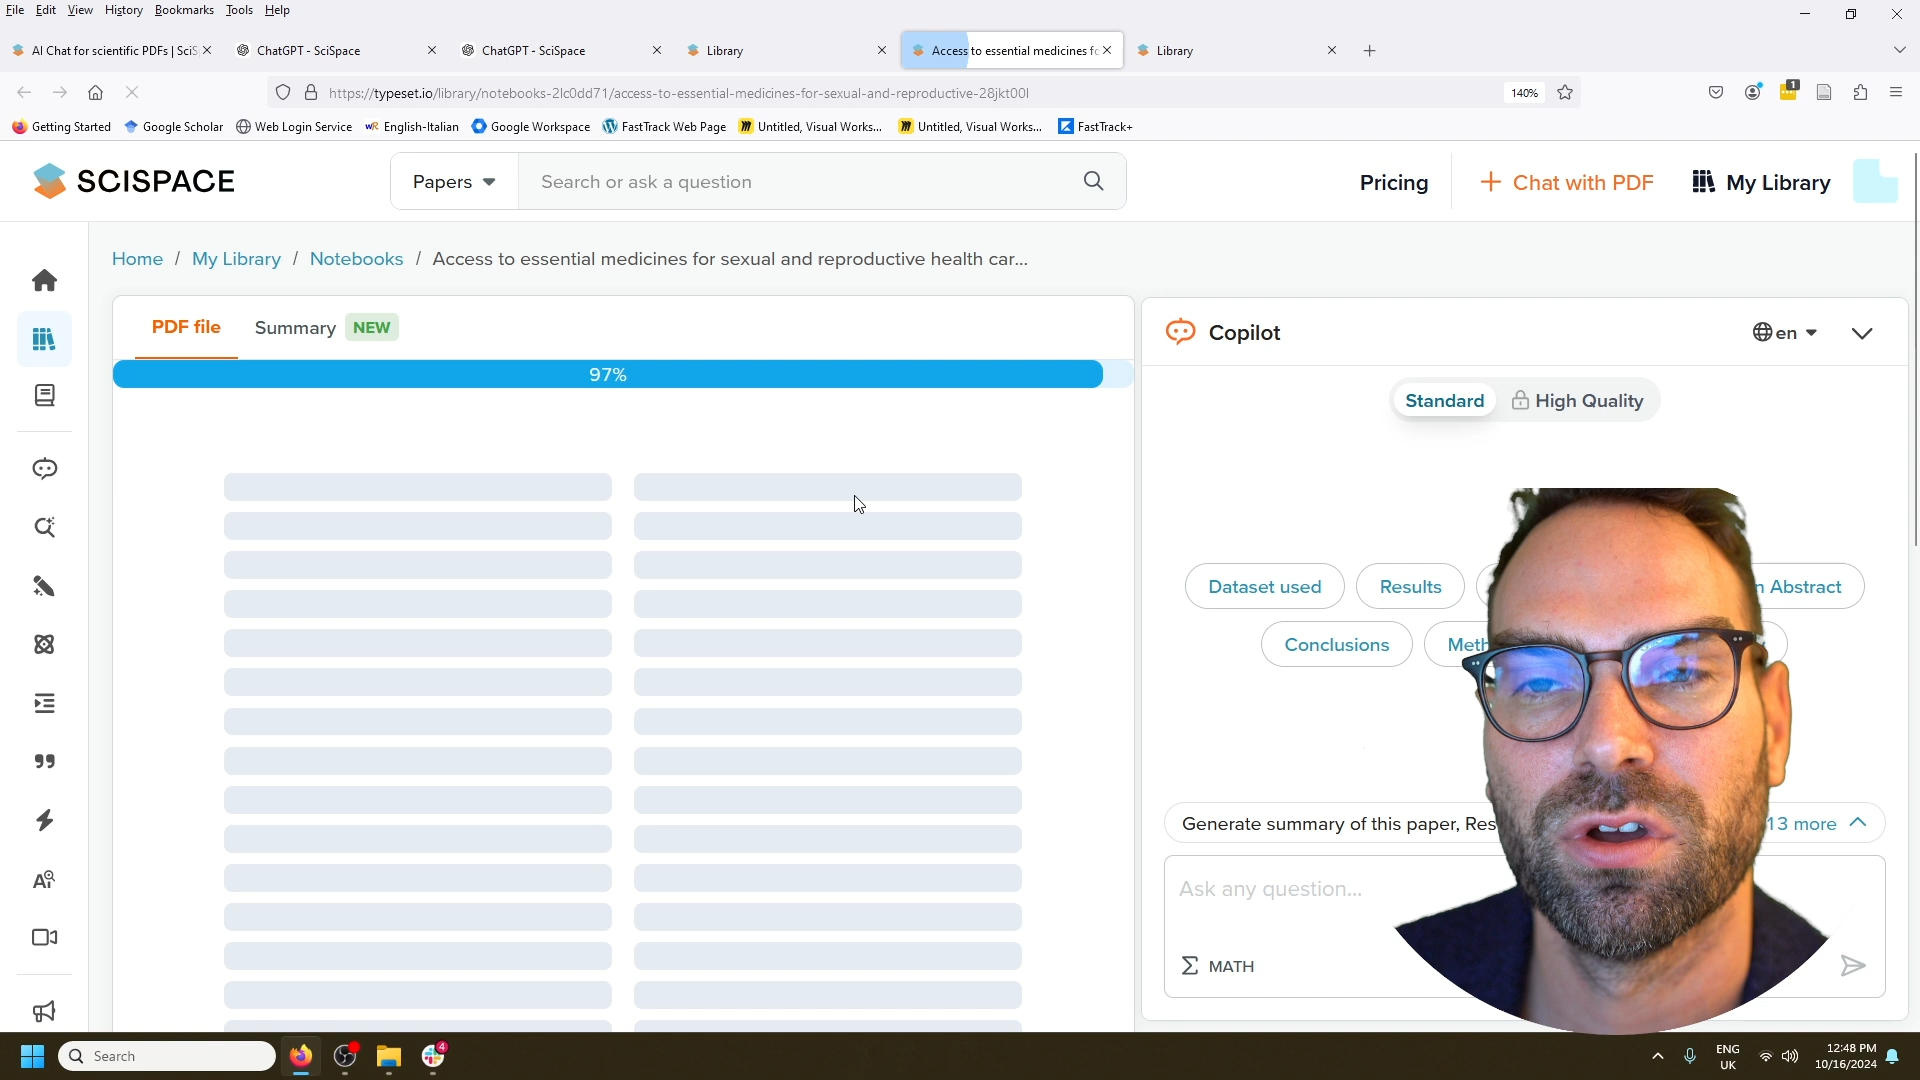 File Edit View History Bookmarks Tools Help
AI Chat for scientific PDFs | SciS
ChatGPT - SciSpace
ChatGPT - SciSpace
Library
Access to essential medicines fo
Library
https://typeset.io/library/notebooks-2lc0dd71/access-to-essential-medicines-for-sexual-and-reproductive-28jkt00l
140%
1
Getting Started Google Scholar Web Login Service English-Italian Google Workspace FastTrack Web Page Untitled, Visual Works... Untitled, Visual Works... FastTrack+
SCISPACE
Papers
Search or ask a question
Pricing
Chat with PDF
My Library
Home / My Library / Notebooks / Access to essential medicines for sexual and reproductive health car...
PDF file
Summary NEW
97%
Copilot
en
Standard
High Quality
Dataset used
Results
Abstract
Conclusions
Meth
Generate summary of this paper, Res
13 more
Ask any question...
MATH
Search
4
ENG
UK
12:48 PM
10/16/2024